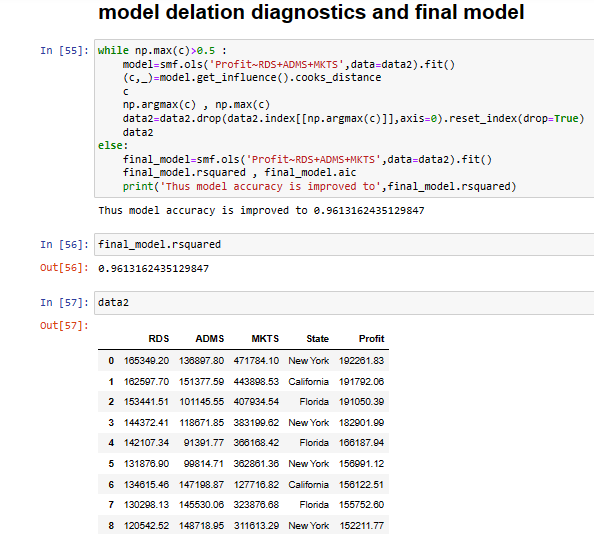 model delation diagnostics and final model
In [55]: while np.max(c)>0.5 :
model=smf.ols('Profit~RDS+ADMS+MKTS',data=data2).fit()
(c,_)=model.get_influence().cooks_distance
c
np.argmax(c) , np.max(c)
data2=data2.drop(data2.index[[np.argmax(c)]],axis=0).reset_index(drop=True)
data2
else:
final_model=smf.ols('Profit~RDS+ADMS+MKTS',data=data2).fit()
final_model.rsquared , final_model.aic
print('Thus model accuracy is improved to',final_model.rsquared)
Thus model accuracy is improved to 0.9613162435129847
In [56]: final_model.rsquared
Out[56]: 0.9613162435129847
In [57]: data2
Out[57]:
RDS ADMS MKTS State Profit
0 165349.20 136897.80 471784.10 New York 192261.83
1 162597.70 151377.59 443898.53 California 191792.06
2 153441.51 101145.55 407934.54 Florida 191050.39
3 144372.41 118671.85 383199.62 New York 182901.99
4 142107.34 91391.77 366168.42 Florida 166187.94
5 131876.90 99814.71 362861.36 New York 156991.12
6 134615.46 147198.87 127716.82 California 156122.51
7 130298.13 145530.06 323876.68 Florida 155752.60
8 120542.52 148718.95 311613.29 New York 152211.77